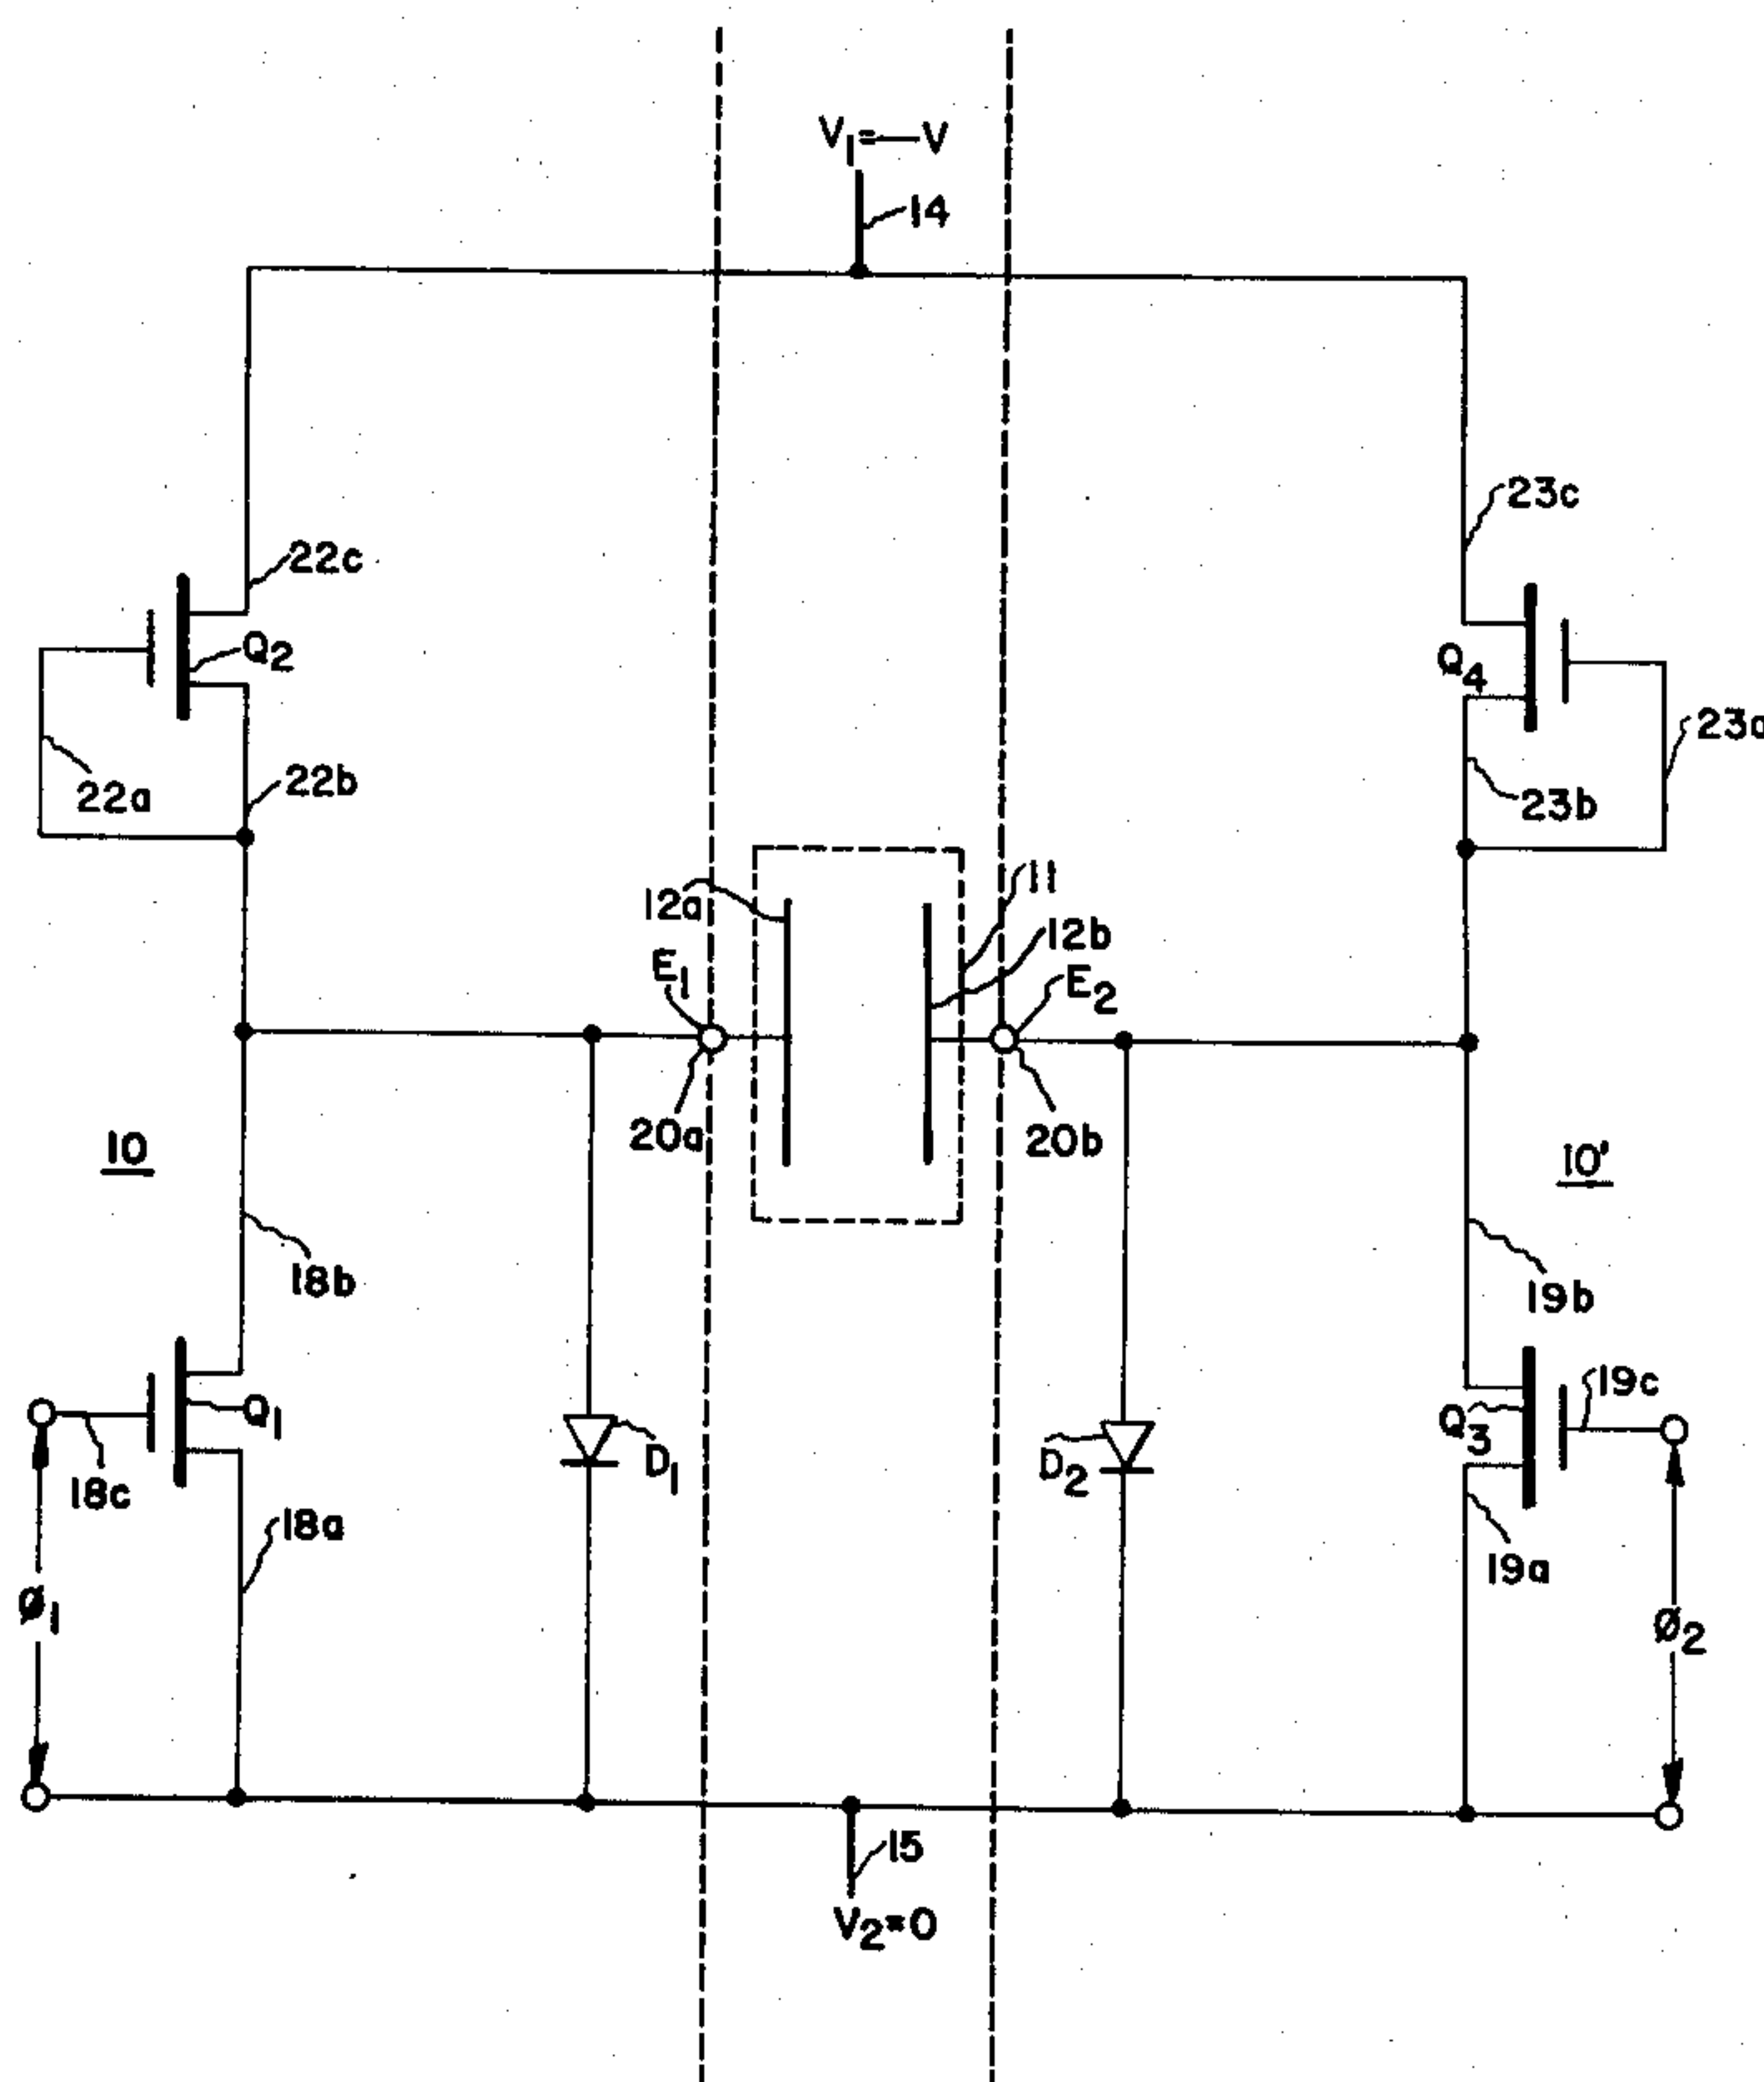 V1=—V
14
23c
22c
Q2
Q4
23a
22a
22b
23b
11
12a
12b
E1
E2
20a
20b
10
10'
18b
19b
19c
Q1
Q3
18c
D1
D2
18a
19a
Ø1
Ø2
15
V2=0